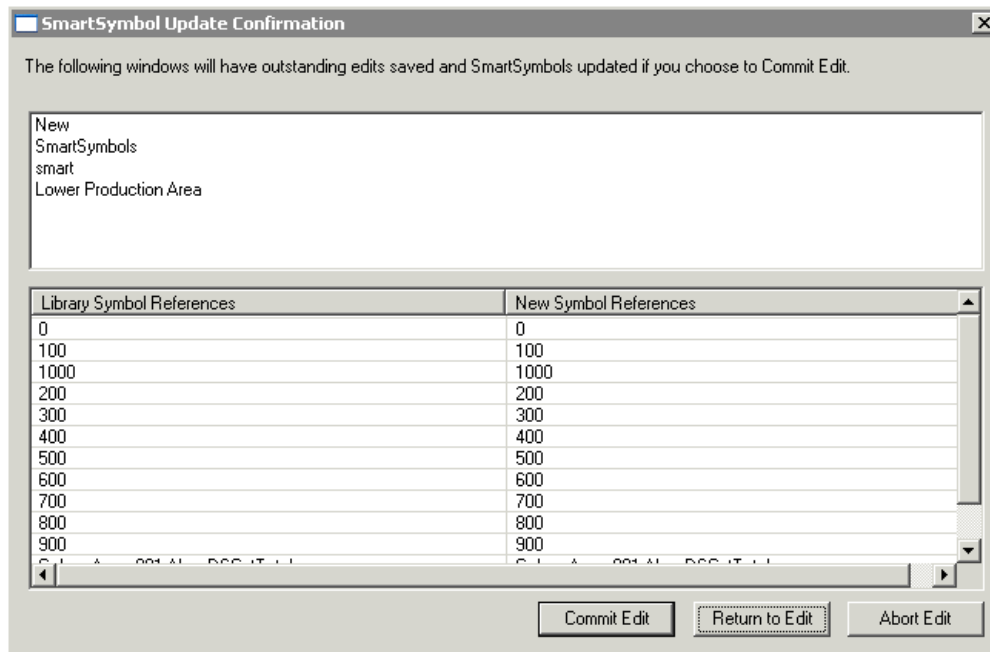 SmartSymbol Update Confirmation
The following windows will have outstanding edits saved and SmartSymbols updated if you choose to Commit Edit.
New
SmartSymbols
smart
Lower Production Area
Library Symbol References New Symbol References
0 0
100 100
1000 1000
200 200
300 300
400 400
500 500
600 600
700 700
800 800
900 900
Commit Edit Return to Edit Abort Edit